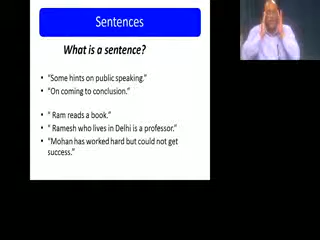 Sentences
What is a sentence?
• "Some hints on public speaking."
• "On coming to conclusion."
• " Ram reads a book."
• " Ramesh who lives in Delhi is a professor."
• "Mohan has worked hard but could not get
success."